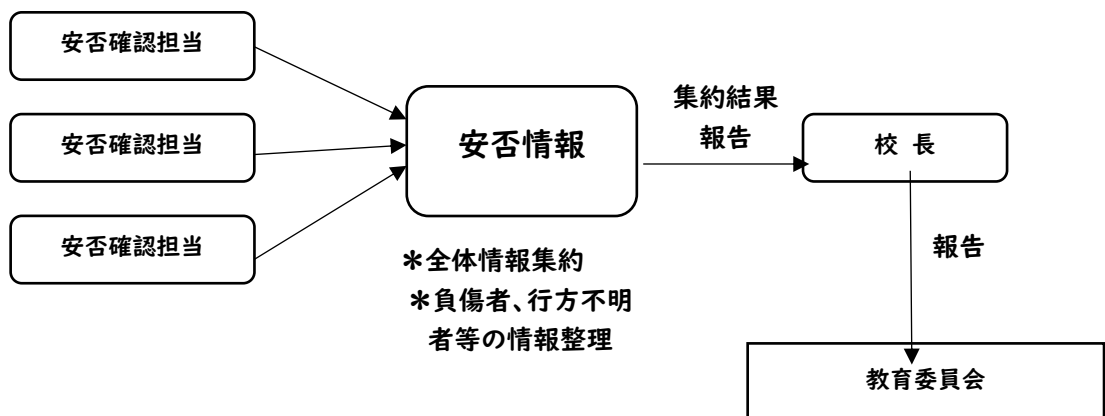 安否確認担当
安否確認担当
安否確認担当
安否情報
＊全体情報集約
＊負傷者、行方不明
者等の情報整理
集約結果
報告
校 長
報告
教育委員会